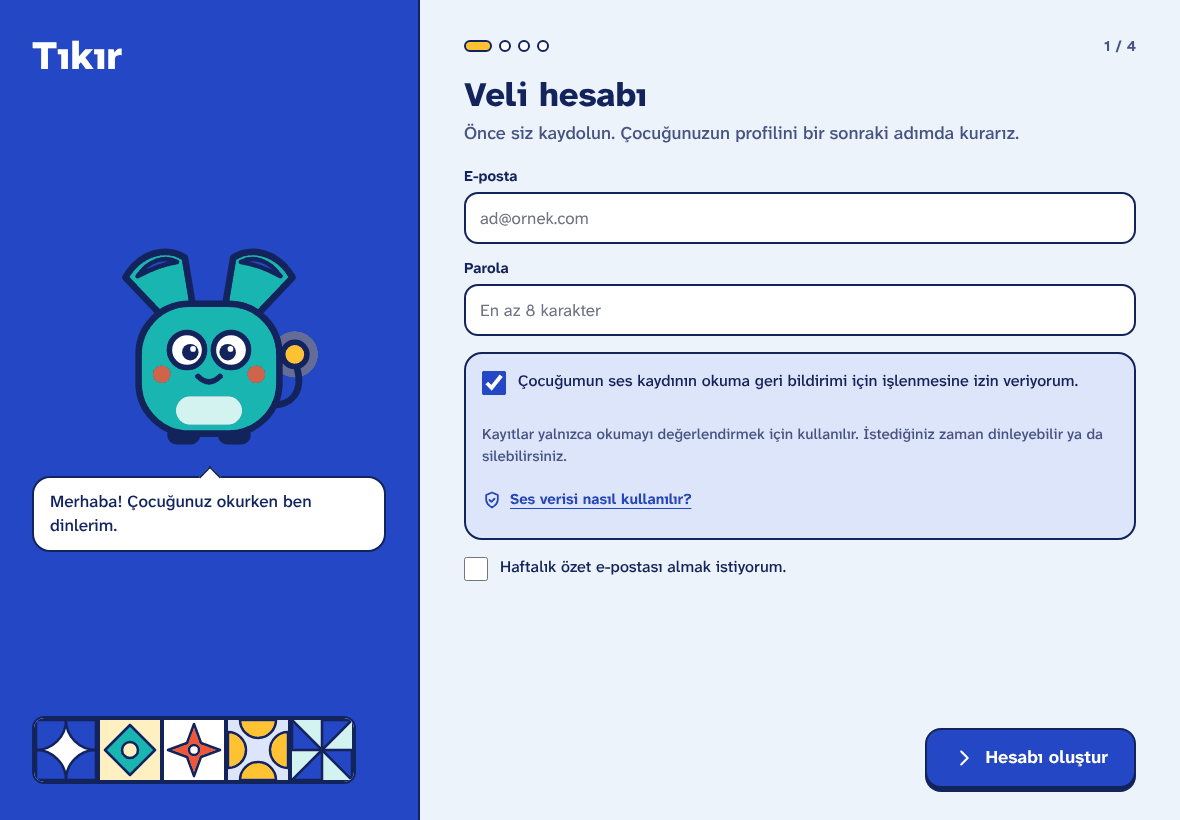 Tıkır
Merhaba! Çocuğunuz okurken ben
dinlerim.
1 / 4
Veli hesabı
Önce siz kaydolun. Çocuğunuzun profilini bir sonraki adımda kurarız.
E-posta
ad@ornek.com
Parola
En az 8 karakter
Çocuğumun ses kaydının okuma geri bildirimi için işlenmesine izin veriyorum.
Kayıtlar yalnızca okumayı değerlendirmek için kullanılır. İstediğiniz zaman dinleyebilir ya da
silebilirsiniz.
Ses verisi nasıl kullanılır?
Haftalık özet e-postası almak istiyorum.
Hesabı oluştur